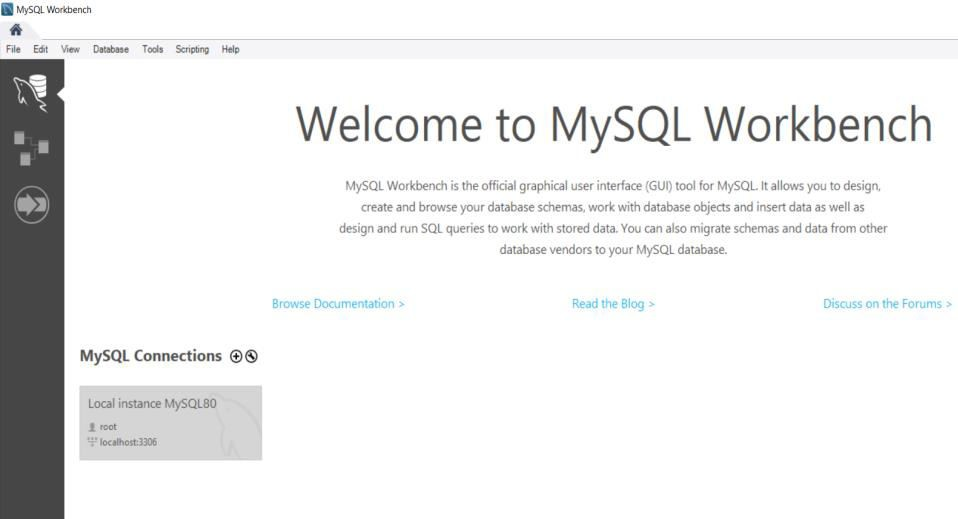 MySQL Workbench
File Edit View Database Tools Scripting Help
Welcome to MySQL Workbench
MySQL Workbench is the official graphical user interface (GUI) tool for MySQL. It allows you to design,
create and browse your database schemas, work with database objects and insert data as well as
design and run SQL queries to work with stored data. You can also migrate schemas and data from other
database vendors to your MySQL database.
Browse Documentation > Read the Blog > Discuss on the Forums >
MySQL Connections
Local instance MySQL80
root
localhost:3306